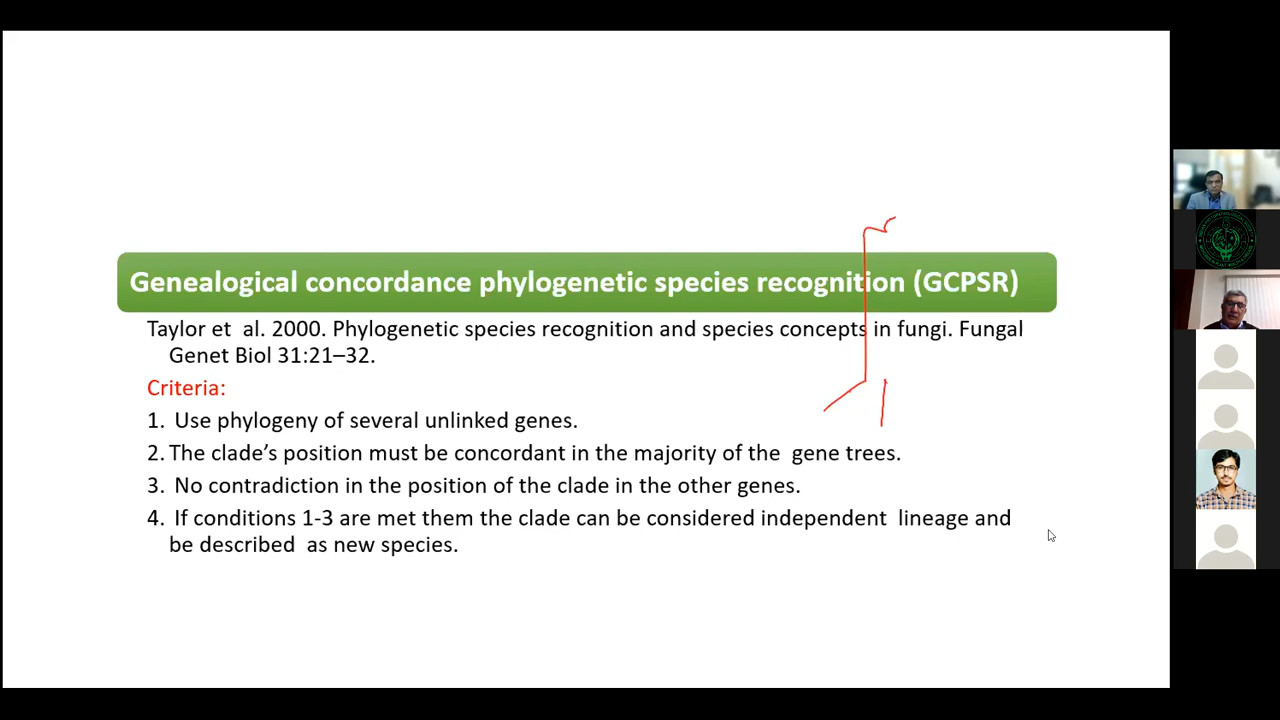 Genealogical concordance phylogenetic species recognition (GCPSR)
Taylor et al. 2000. Phylogenetic species recognition and species concepts in fungi. Fungal
Genet Biol 31:21–32.
Criteria:
1. Use phylogeny of several unlinked genes.
2. The clade’s position must be concordant in the majority of the gene trees.
3. No contradiction in the position of the clade in the other genes.
4. If conditions 1-3 are met them the clade can be considered independent lineage and
be described as new species.